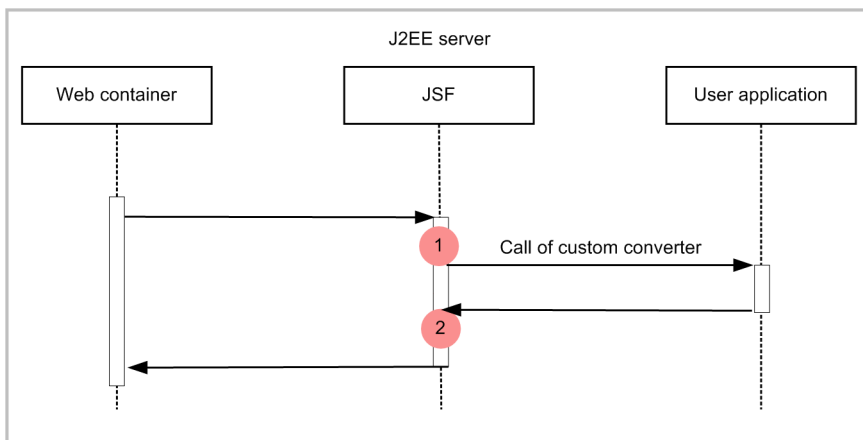 J2EE server
Web container
JSF
User application
1
Call of custom converter
2